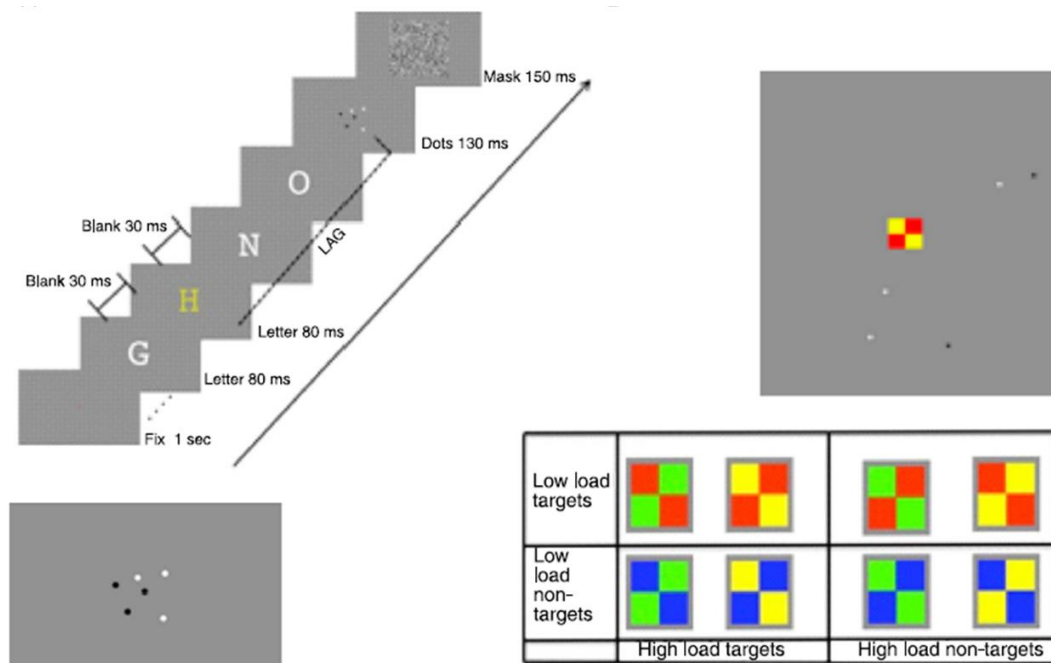 Mask 150 ms
Dots 130 ms
O
Blank 30 ms
N
LAG
Blank 30 ms
H
Letter 80 ms
G
Letter 80 ms
Fix 1 sec
Low load
targets
Low
load
non-
targets
High load targets
High load non-targets